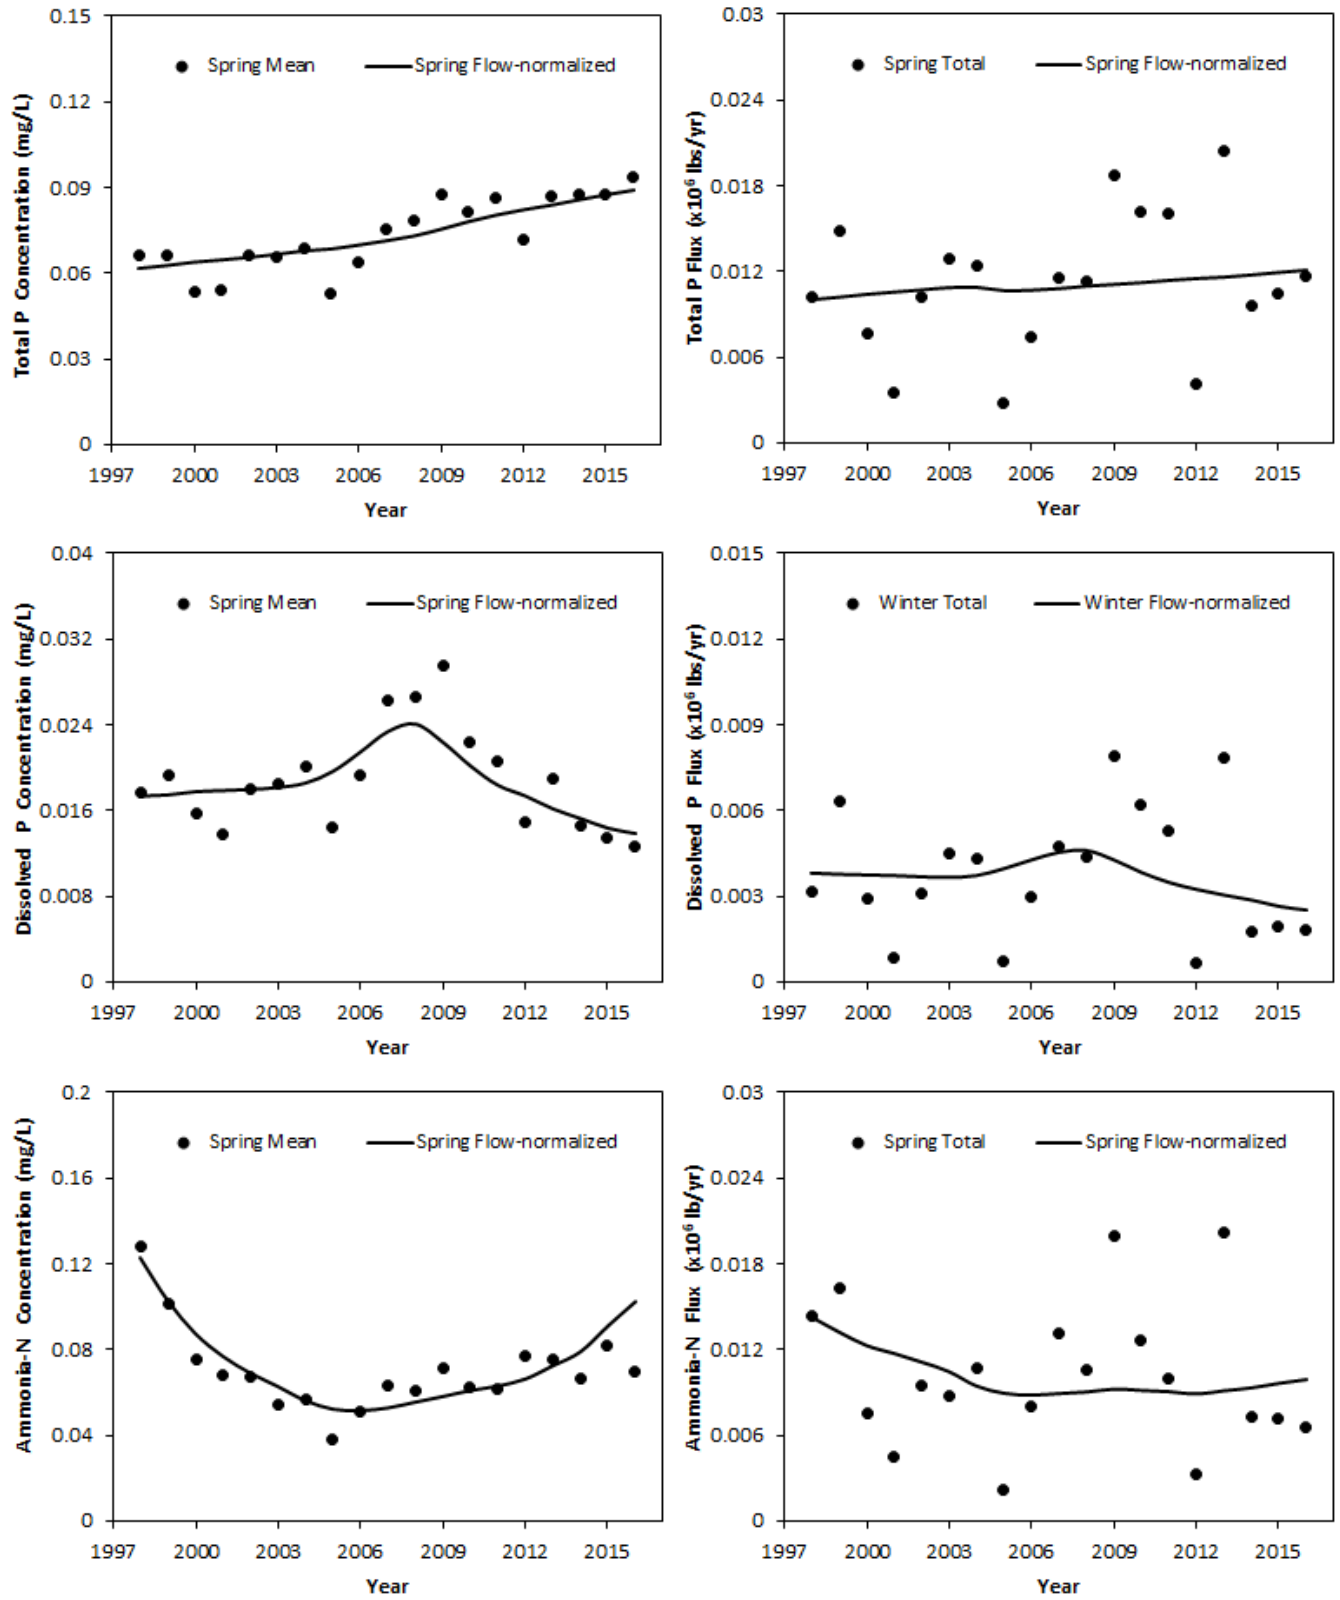 Total P Concentration (mg/L)
0.15
0.12
0.09
0.06
0.03
0
Spring Mean
Spring Flow-normalized
1997 2000 2003 2006 2009 2012 2015
Year
Total P Flux (x10⁶ lbs/yr)
0.03
0.024
0.018
0.012
0.006
0
Spring Total
Spring Flow-normalized
1997 2000 2003 2006 2009 2012 2015
Year
Dissolved P Concentration (mg/L)
0.04
0.032
0.024
0.016
0.008
0
Spring Mean
Spring Flow-normalized
1997 2000 2003 2006 2009 2012 2015
Year
Dissolved P Flux (x10⁶ lbs/yr)
0.015
0.012
0.009
0.006
0.003
0
Winter Total
Winter Flow-normalized
1997 2000 2003 2006 2009 2012 2015
Year
Ammonia-N Concentration (mg/L)
0.2
0.16
0.12
0.08
0.04
0
Spring Mean
Spring Flow-normalized
1997 2000 2003 2006 2009 2012 2015
Year
Ammonia-N Flux (x10⁶ lb/yr)
0.03
0.024
0.018
0.012
0.006
0
Spring Total
Spring Flow-normalized
1997 2000 2003 2006 2009 2012 2015
Year